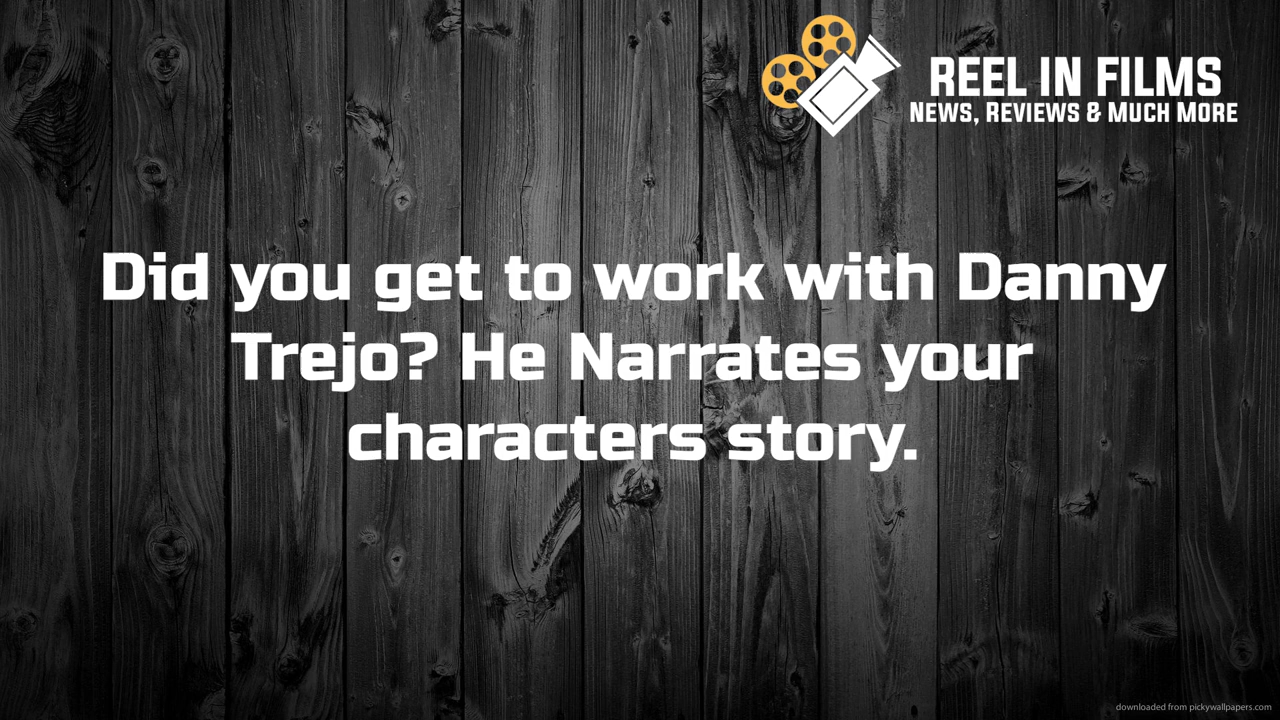 REEL IN FILMS
NEWS, REVIEWS & MUCH MORE
Did you get to work with Danny
Trejo? He Narrates your
characters story.
downloaded from pickywallpapers.com